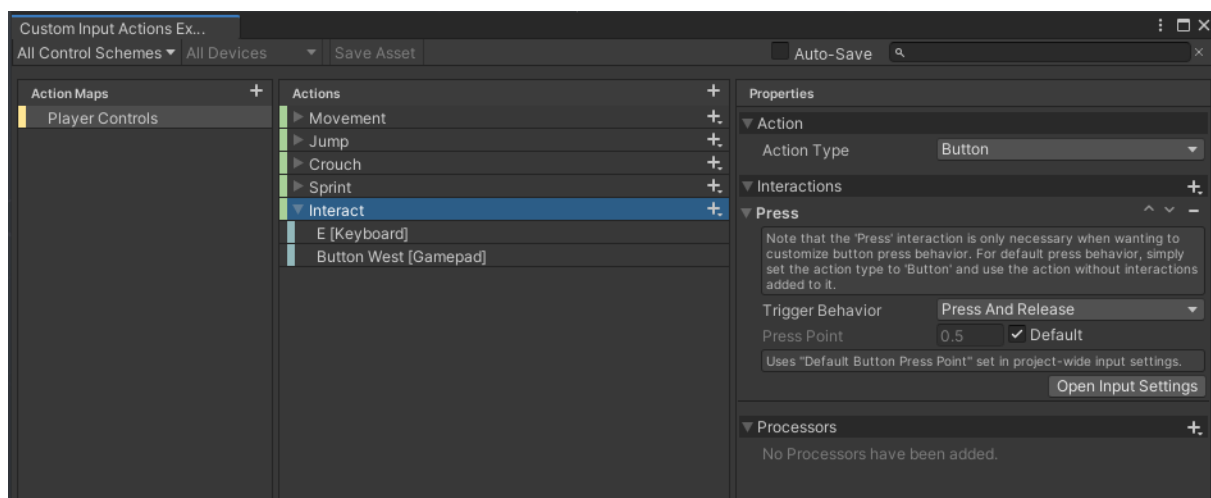 Custom Input Actions Ex...
All Control Schemes All Devices Save Asset Auto-Save
Action Maps
Player Controls
Actions
Movement
Jump
Crouch
Sprint
Interact
E [Keyboard]
Button West [Gamepad]
Properties
Action
Action Type Button
Interactions
Press
Note that the 'Press' interaction is only necessary when wanting to
customize button press behavior. For default press behavior, simply
set the action type to 'Button' and use the action without interactions
added to it.
Trigger Behavior Press And Release
Press Point 0.5 Default
Uses "Default Button Press Point" set in project-wide input settings.
Open Input Settings
Processors
No Processors have been added.